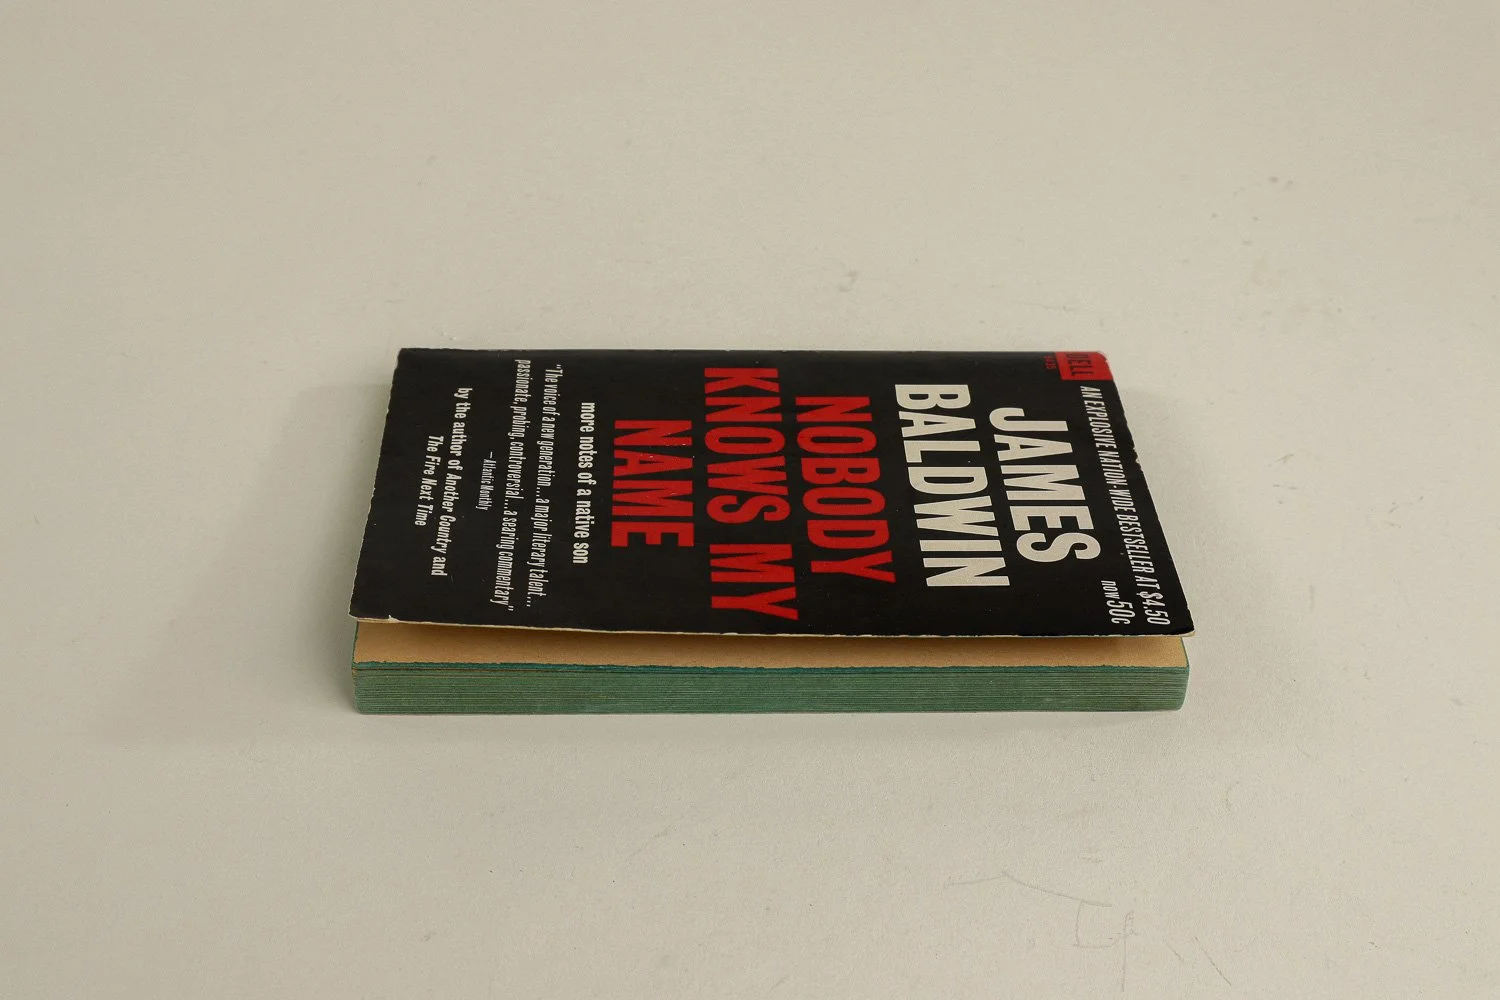 DELL
AN EXPLOSIVE NATION-WIDE BESTSELLER AT $4.50
now 50c
JAMES
BALDWIN
NOBODY
KNOWS MY
NAME
more notes of a native son
"The voice of a new generation...a major literary talent...
passionate, probing, controversial...a searing commentary"
—Atlantic Monthly
by the author of Another Country and
The Fire Next Time